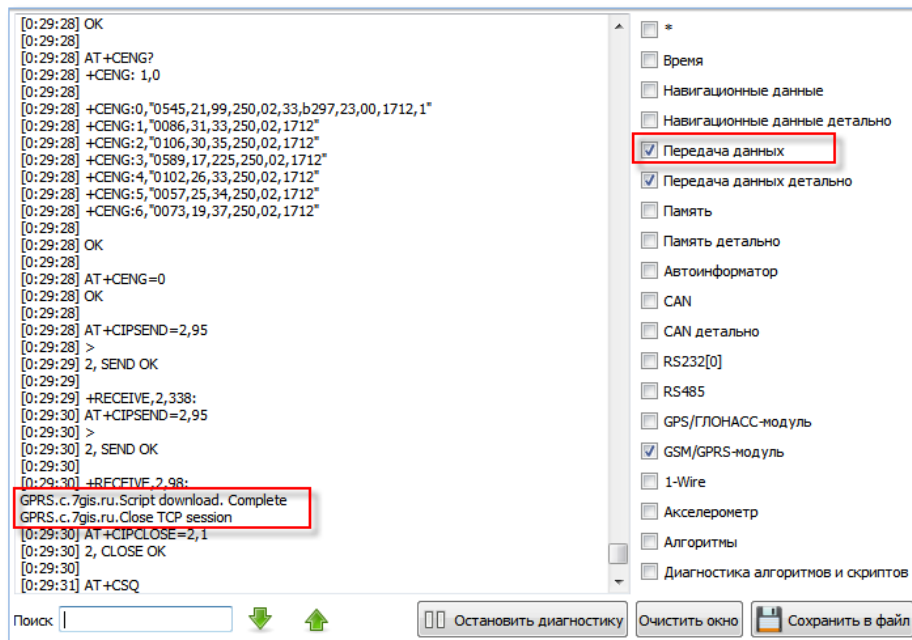 [0:29:28] OK
[0:29:28]
[0:29:28] AT+CENG?
[0:29:28] +CENG: 1,0
[0:29:28]
[0:29:28] +CENG:0,"0545,21,99,250,02,33,b297,23,00,1712,1"
[0:29:28] +CENG:1,"0086,31,33,250,02,1712"
[0:29:28] +CENG:2,"0106,30,35,250,02,1712"
[0:29:28] +CENG:3,"0589,17,225,250,02,1712"
[0:29:28] +CENG:4,"0102,26,33,250,02,1712"
[0:29:28] +CENG:5,"0057,25,34,250,02,1712"
[0:29:28] +CENG:6,"0073,19,37,250,02,1712"
[0:29:28]
[0:29:28] OK
[0:29:28]
[0:29:28] AT+CENG=0
[0:29:28] OK
[0:29:28]
[0:29:28] AT+CIPSEND=2,95
[0:29:28] >
[0:29:29] 2, SEND OK
[0:29:29]
[0:29:29] +RECEIVE,2,338:
[0:29:30] AT+CIPSEND=2,95
[0:29:30] >
[0:29:30] 2, SEND OK
[0:29:30]
[0:29:30] +RECEIVE,2,98:
GPRS.c.7gis.ru.Script download. Complete
GPRS.c.7gis.ru.Close TCP session
[0:29:30] AT+CIPCLOSE=2,1
[0:29:30] 2, CLOSE OK
[0:29:30]
[0:29:31] AT+CSQ
*
Время
Навигационные данные
Навигационные данные детально
Передача данных
Передача данных детально
Память
Память детально
Автоинформатор
CAN
CAN детально
RS232[0]
RS485
GPS/ГЛОНАСС-модуль
GSM/GPRS-модуль
1-Wire
Акселерометр
Алгоритмы
Диагностика алгоритмов и скриптов
Поиск
Остановить диагностику
Очистить окно
Сохранить в файл